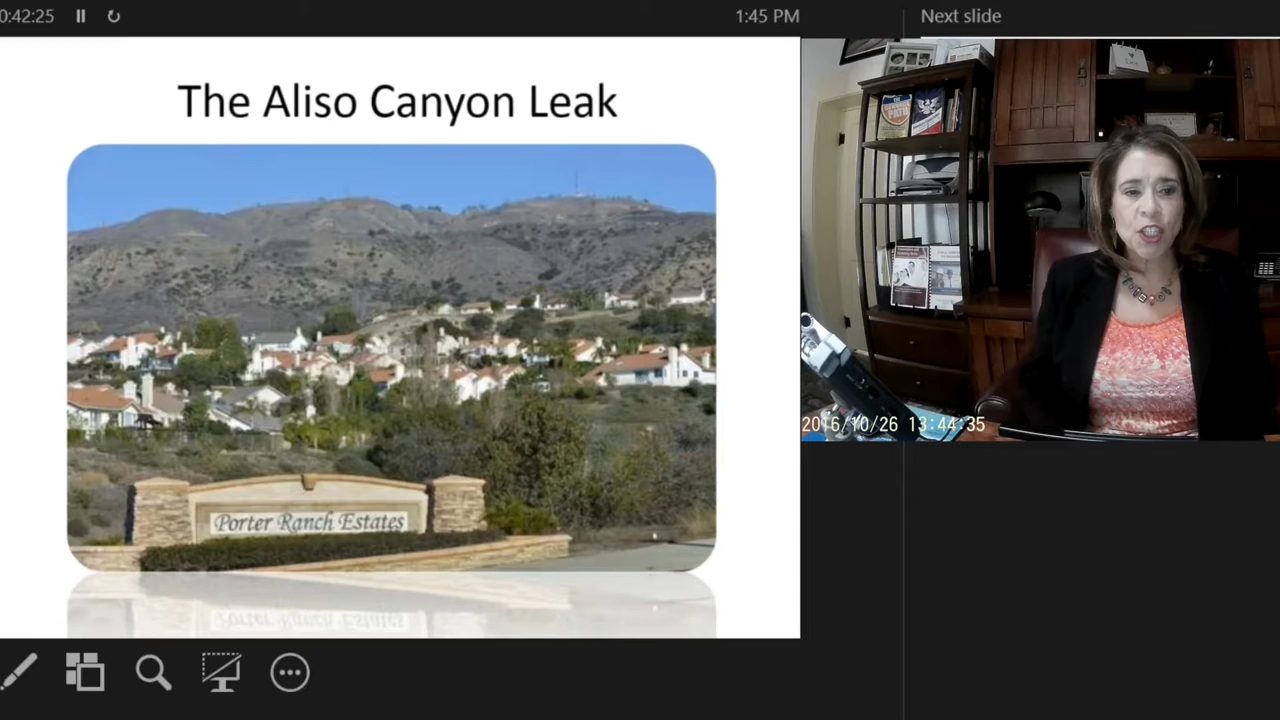 0:42:25
1:45 PM
Next slide
The Aliso Canyon Leak
Porter Ranch Estates
2016/10/26 13:44:35